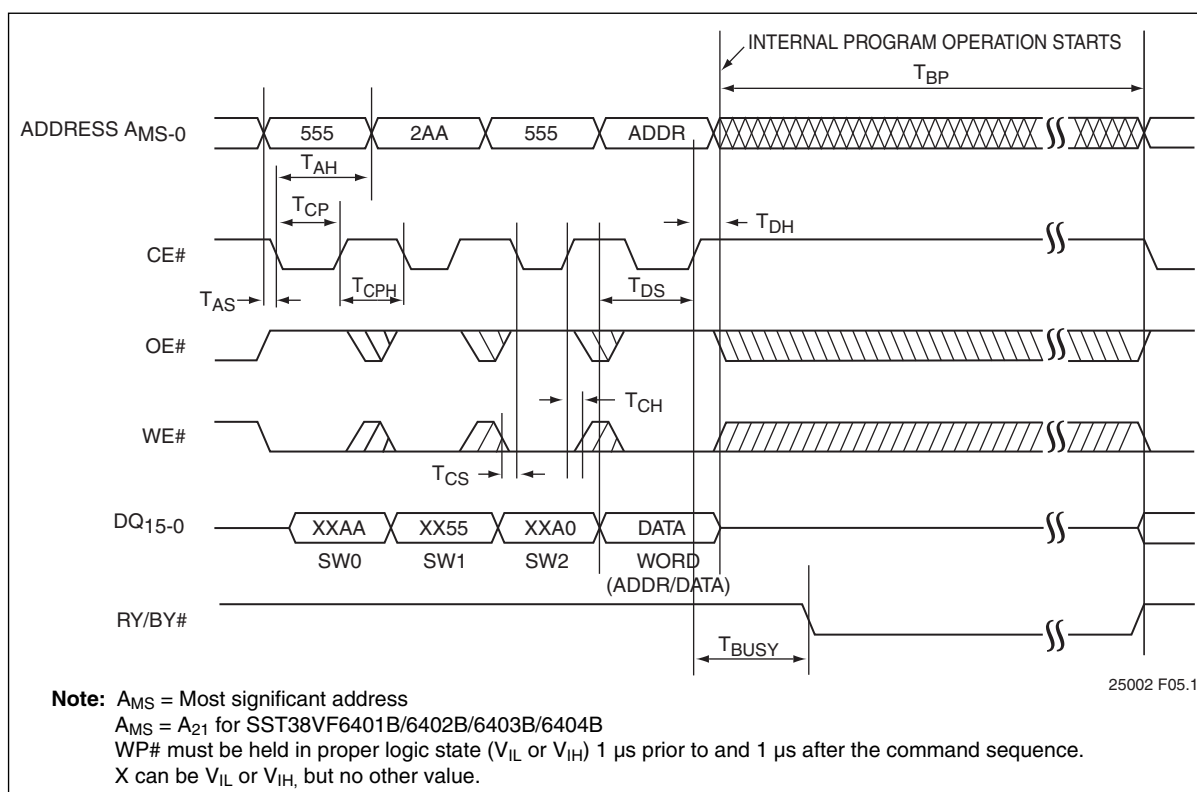 INTERNAL PROGRAM OPERATION STARTS
TBP
ADDRESS AMS-0
555
2AA
555
ADDR
TAH
TCP
TDH
CE#
TAS
TCPH
TDS
OE#
TCH
WE#
TCS
DQ15-0
XXAA
XX55
XXA0
DATA
SW0
SW1
SW2
WORD
(ADDR/DATA)
RY/BY#
TBUSY
25002 F05.1
Note: AMS = Most significant address
AMS = A21 for SST38VF6401B/6402B/6403B/6404B
WP# must be held in proper logic state (VIL or VIH) 1 µs prior to and 1 µs after the command sequence.
X can be VIL or VIH, but no other value.